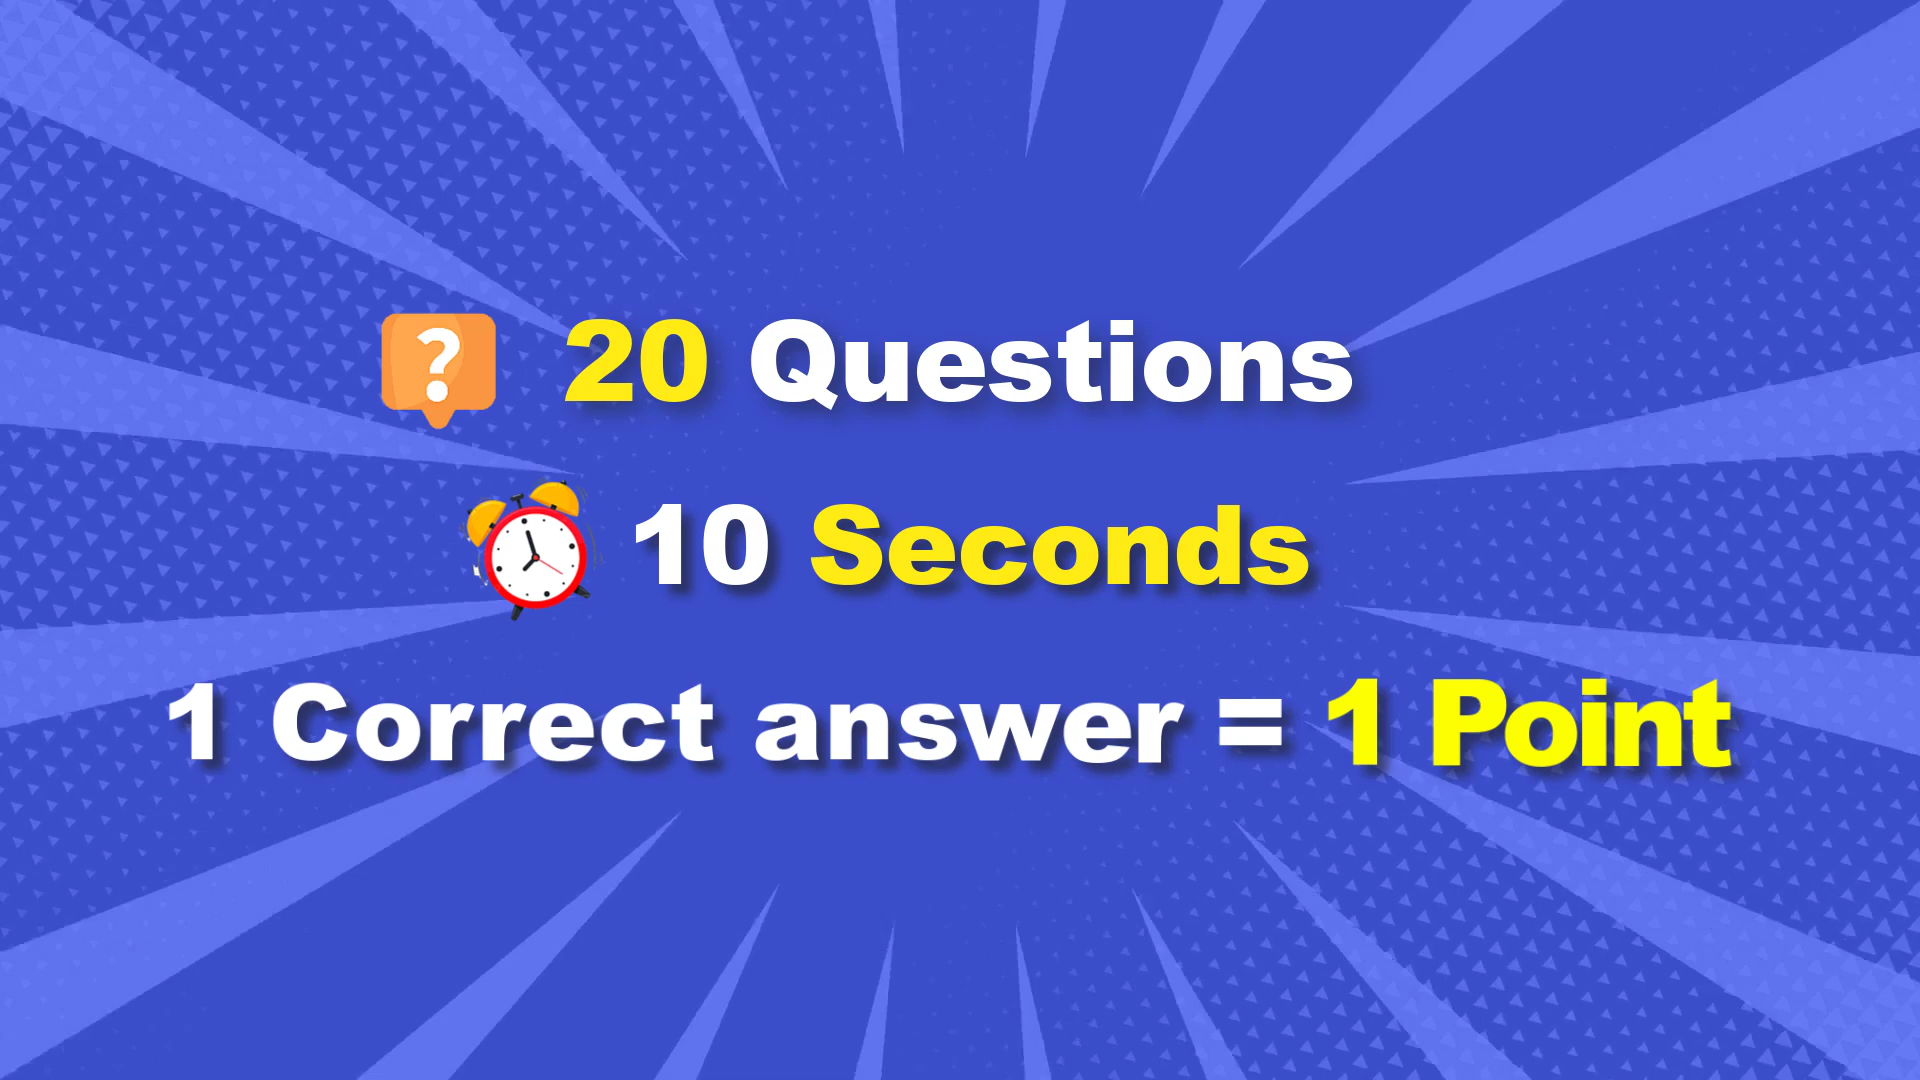 20 Questions
10 Seconds
1 Correct answer = 1 Point